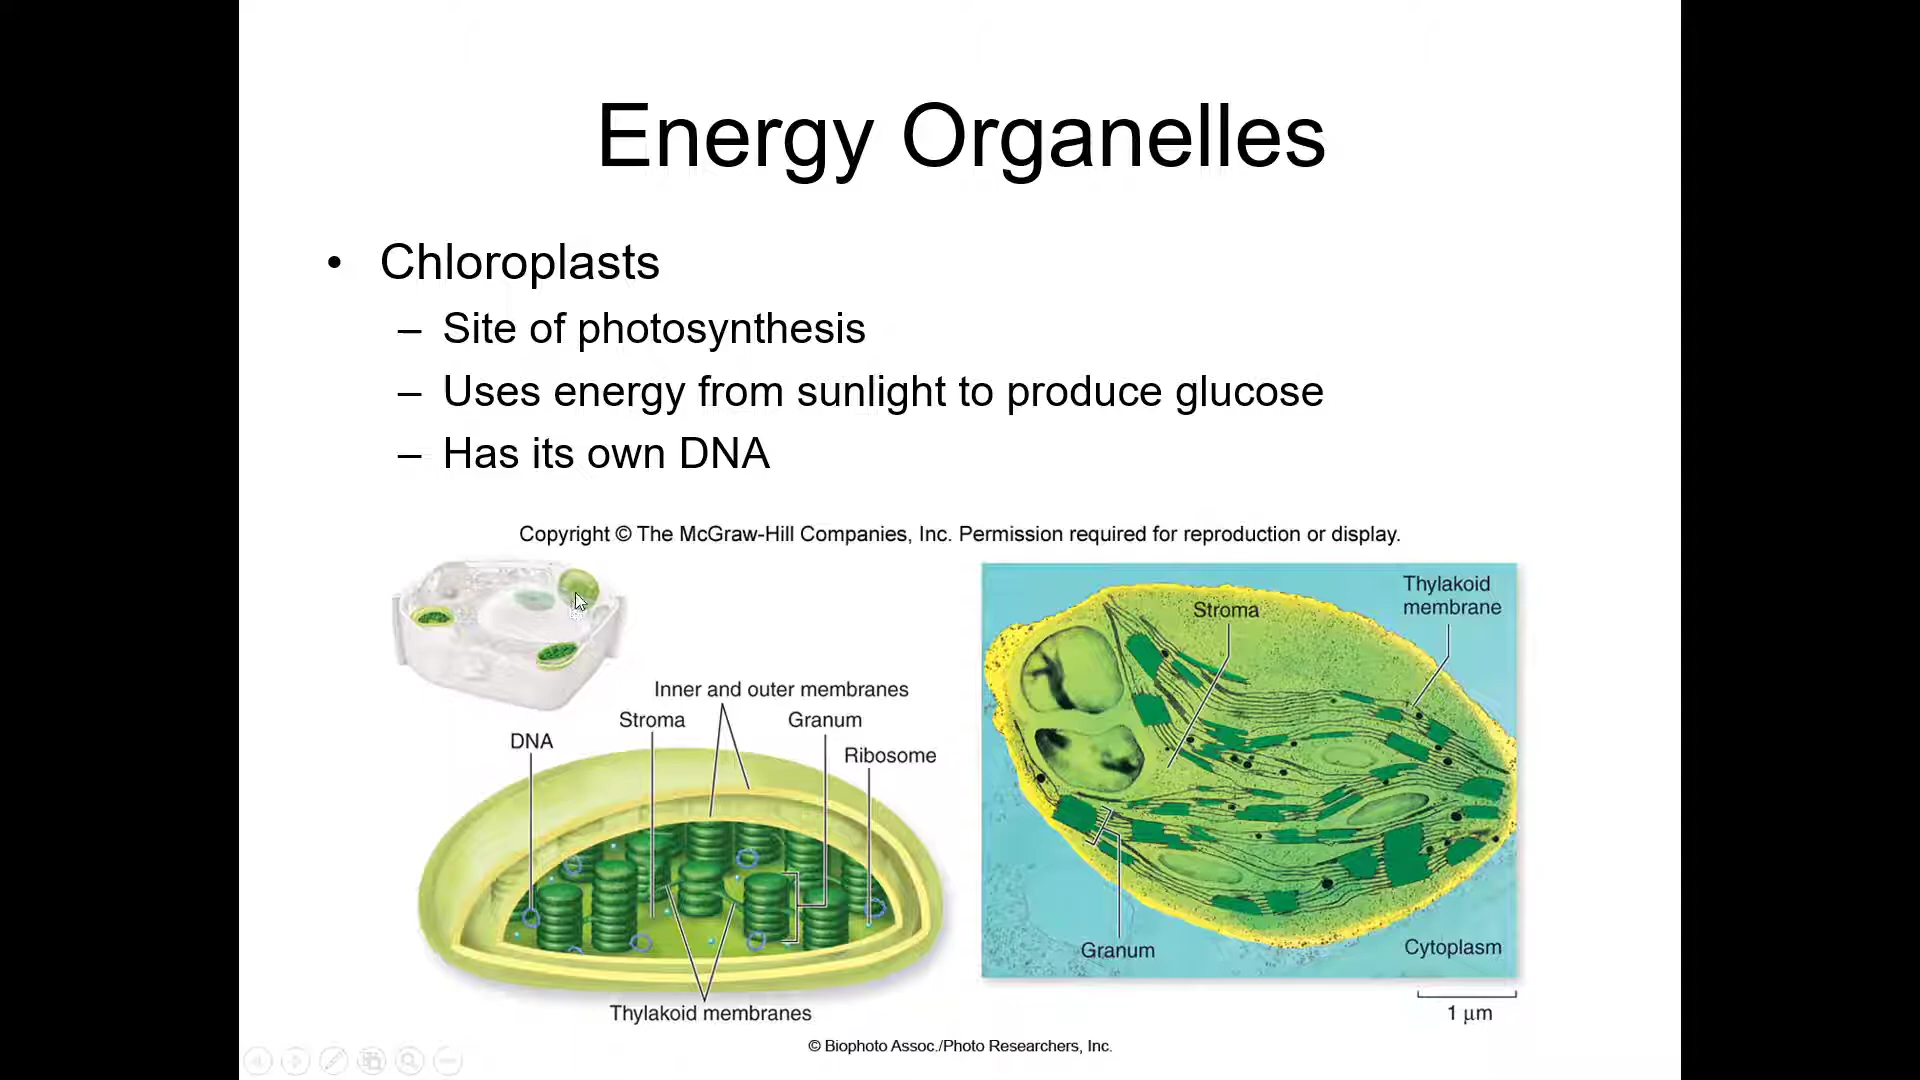 Energy Organelles
• Chloroplasts
– Site of photosynthesis
– Uses energy from sunlight to produce glucose
– Has its own DNA
Copyright © The McGraw-Hill Companies, Inc. Permission required for reproduction or display.
Inner and outer membranes
Stroma
Granum
DNA
Ribosome
Thylakoid membranes
Stroma
Thylakoid
membrane
Granum
Cytoplasm
1 µm
© Biophoto Assoc./Photo Researchers, Inc.